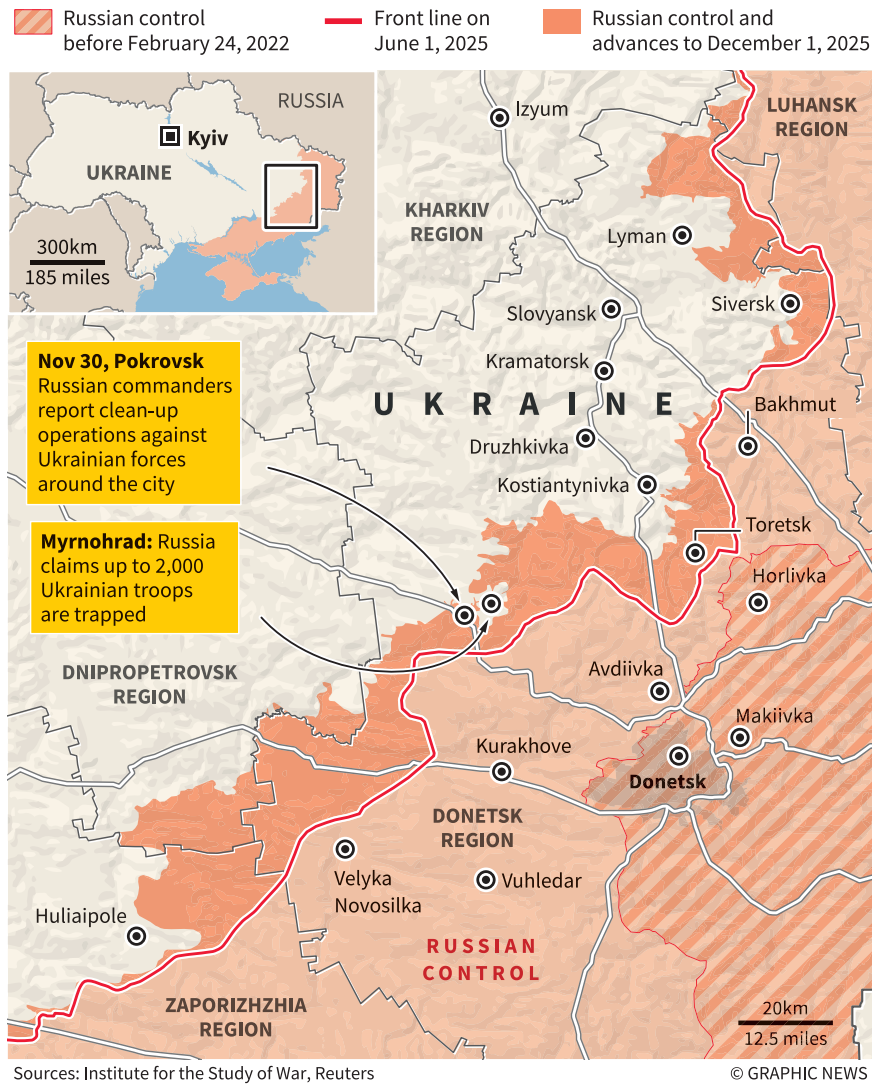 Russian control
before February 24, 2022
Front line on
June 1, 2025
Russian control and
advances to December 1, 2025
RUSSIA
Kyiv
UKRAINE
300km
185 miles
Izyum
LUHANSK
REGION
KHARKIV
REGION
Lyman
Slovyansk
Siversk
Nov 30, Pokrovsk
Russian commanders
report clean-up
operations against
Ukrainian forces
around the city
Kramatorsk
UKRAINE
Bakhmut
Druzhkivka
Kostiantynivka
Toretsk
Myrnohrad: Russia
claims up to 2,000
Ukrainian troops
are trapped
Horlivka
DNIPROPETROVSK
REGION
Avdiivka
Makiivka
Kurakhove
Donetsk
DONETSK
REGION
Velyka
Novosilka
Vuhledar
Huliaipole
RUSSIAN
CONTROL
ZAPORIZHZHIA
REGION
20km
12.5 miles
Sources: Institute for the Study of War, Reuters
© GRAPHIC NEWS